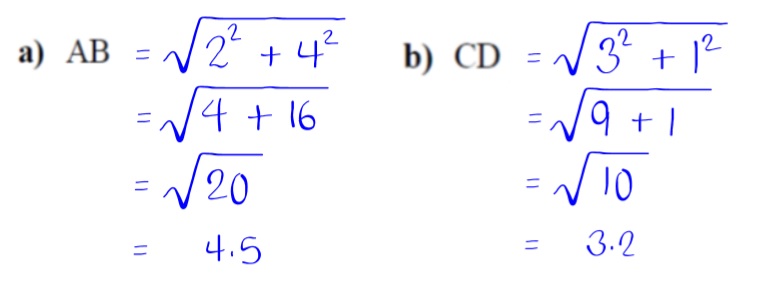 a) AB = √(2² + 4²)
= √(4 + 16)
= √20
= 4.5
b) CD = √(3² + 1²)
= √(9 + 1)
= √10
= 3.2